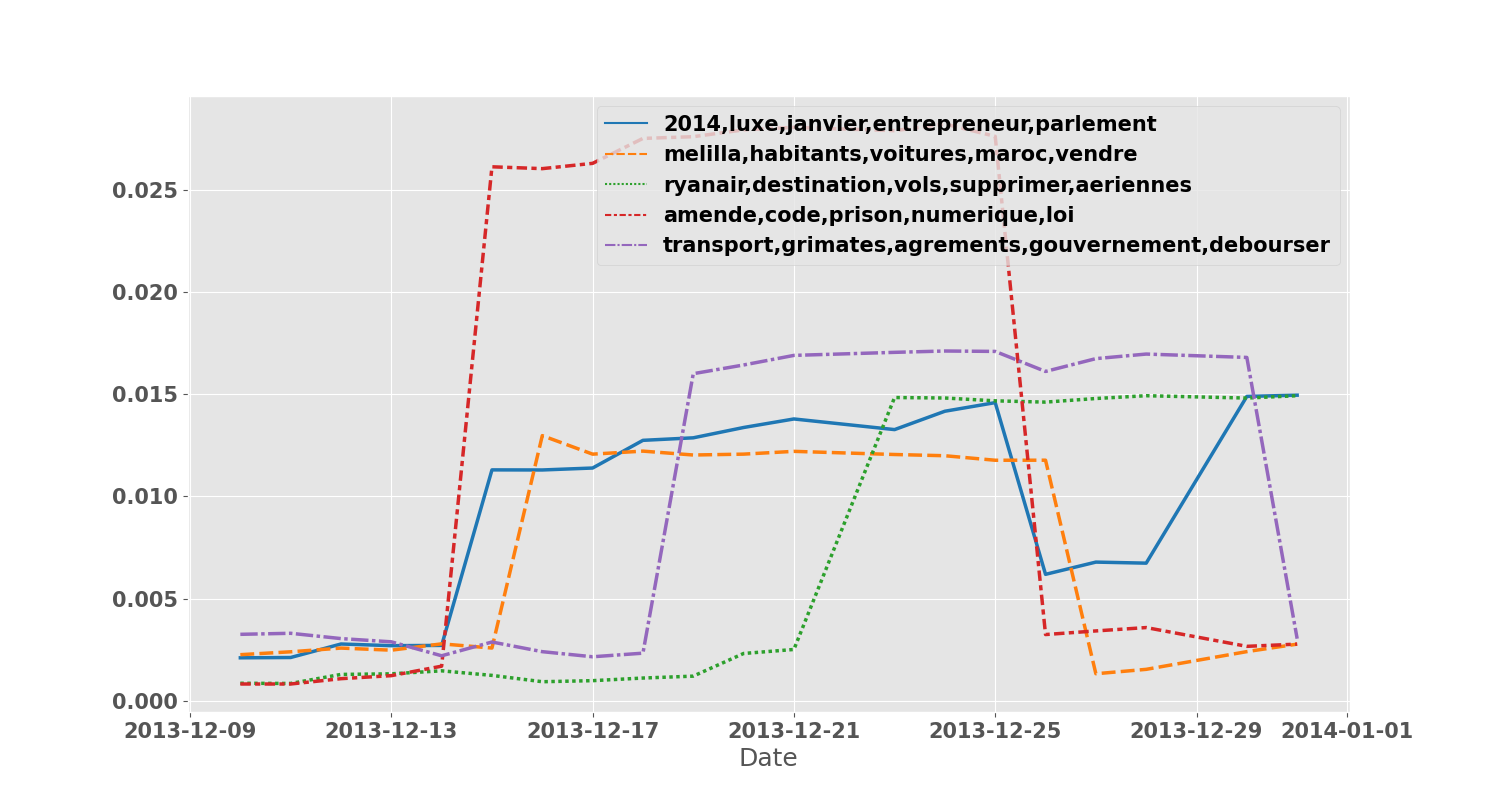 2014,luxe,janvier,entrepreneur,parlement
melilla,habitants,voitures,maroc,vendre
ryanair,destination,vols,supprimer,aeriennes
amende,code,prison,numerique,loi
transport,grimates,agrements,gouvernement,debourser
0.025
0.020
0.015
0.010
0.005
0.000
2013-12-09 2013-12-13 2013-12-17 2013-12-21 2013-12-25 2013-12-29 2014-01-01
Date